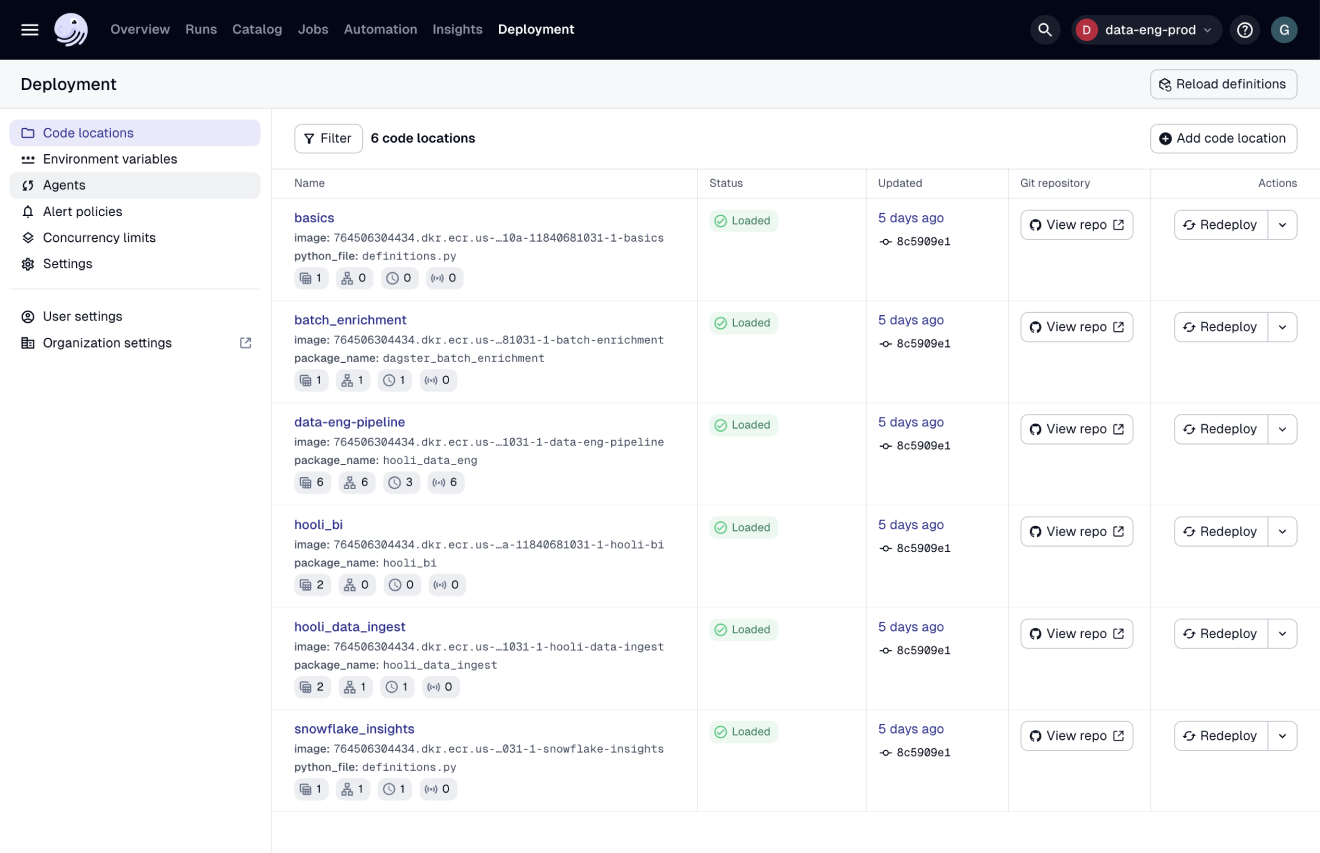 Overview Runs Catalog Jobs Automation Insights Deployment D data-eng-prod G
Deployment
Reload definitions
Code locations
Environment variables
Agents
Alert policies
Concurrency limits
Settings
User settings
Organization settings
Filter 6 code locations
Add code location
Name Status Updated Git repository Actions
basics Loaded 5 days ago View repo Redeploy
image: 764506304434.dkr.ecr.us-…10a-11840681031-1-basics 8c5909e1
python_file: definitions.py
1 0 0 0
batch_enrichment Loaded 5 days ago View repo Redeploy
image: 764506304434.dkr.ecr.us-…81031-1-batch-enrichment 8c5909e1
package_name: dagster_batch_enrichment
1 1 1 0
data-eng-pipeline Loaded 5 days ago View repo Redeploy
image: 764506304434.dkr.ecr.us-…1031-1-data-eng-pipeline 8c5909e1
package_name: hooli_data_eng
6 6 3 6
hooli_bi Loaded 5 days ago View repo Redeploy
image: 764506304434.dkr.ecr.us-…a-11840681031-1-hooli-bi 8c5909e1
package_name: hooli_bi
2 0 0 0
hooli_data_ingest Loaded 5 days ago View repo Redeploy
image: 764506304434.dkr.ecr.us-…1031-1-hooli-data-ingest 8c5909e1
package_name: hooli_data_ingest
2 1 1 0
snowflake_insights Loaded 5 days ago View repo Redeploy
image: 764506304434.dkr.ecr.us-…031-1-snowflake-insights 8c5909e1
python_file: definitions.py
1 1 1 0